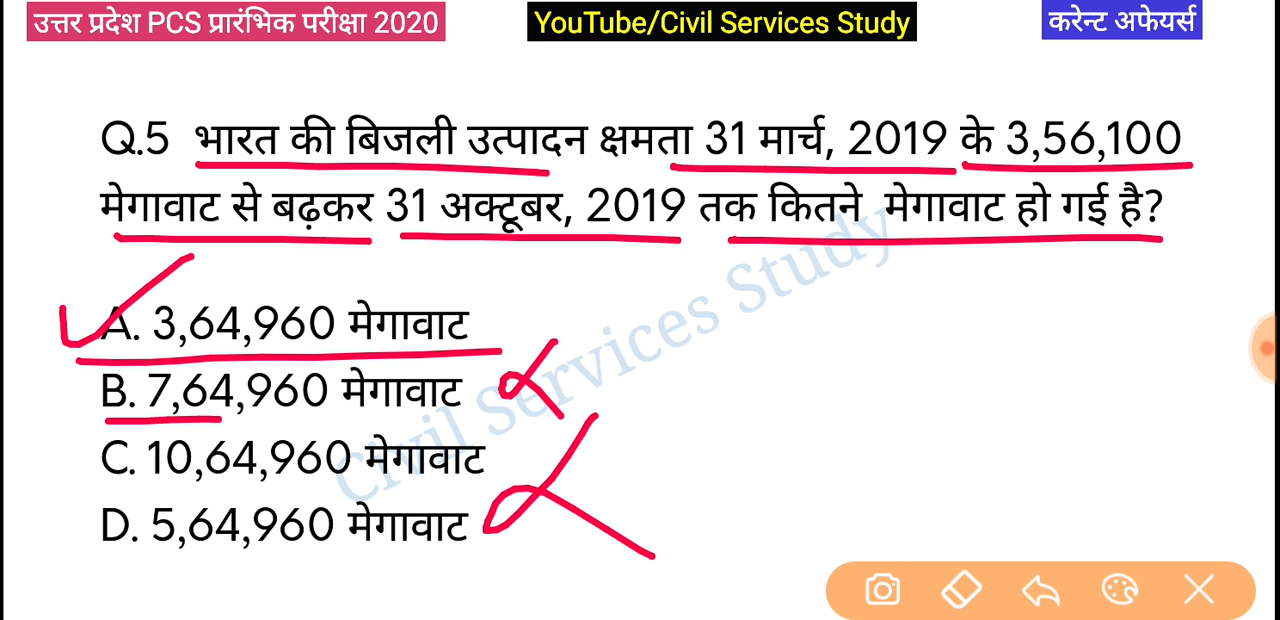 उत्तर प्रदेश PCS प्रारंभिक परीक्षा 2020
YouTube/Civil Services Study
करेन्ट अफेयर्स
Q.5 भारत की बिजली उत्पादन क्षमता 31 मार्च, 2019 के 3,56,100
मेगावाट से बढ़कर 31 अक्टूबर, 2019 तक कितने मेगावाट हो गई है?
A. 3,64,960 मेगावाट
B. 7,64,960 मेगावाट
C. 10,64,960 मेगावाट
D. 5,64,960 मेगावाट
Civil Services Study